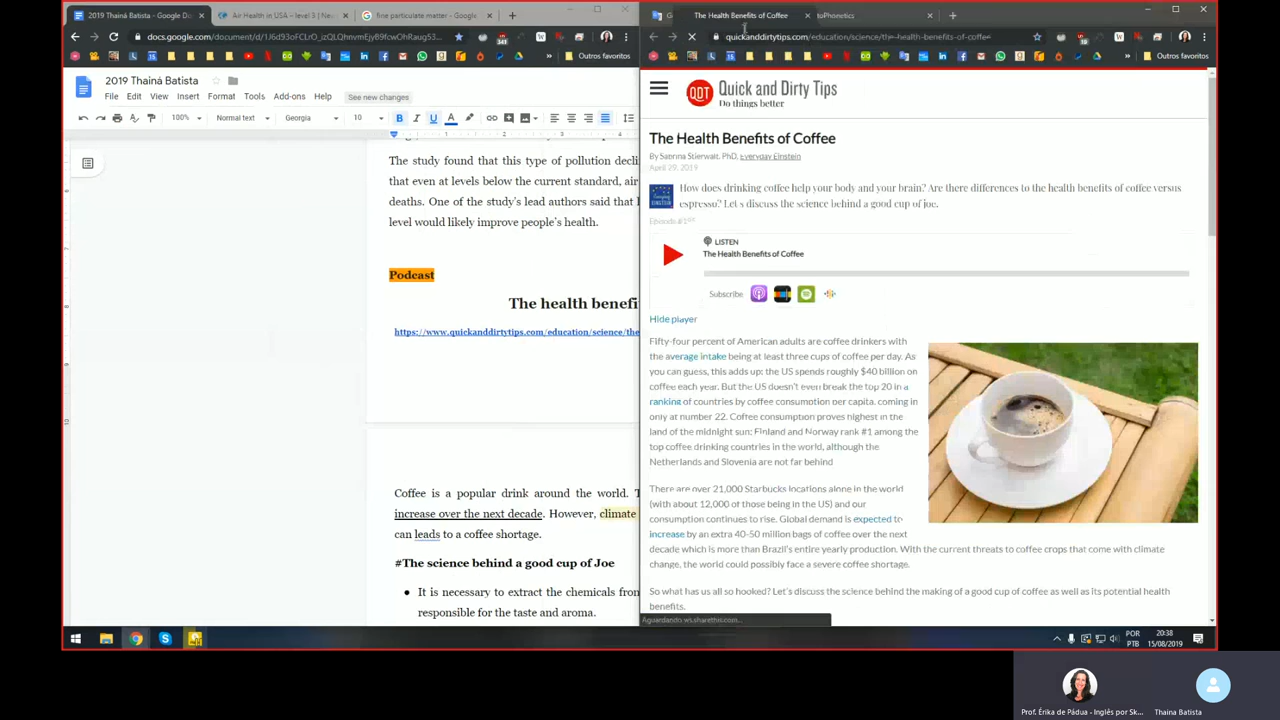 2019 Thainá Batista - Google Do
Air Health in USA – level 3 | Ne
fine particulate matter - Google
docs.google.com/document/d/
Outros favoritos
2019 Thainá Batista
File Edit View Insert Format Tools Add-ons Help See new changes
100% Normal text Georgia 10
The study found that this type of pollution decli
that even at levels below the current standard, air
deaths. One of the study's lead authors said that
level would likely improve people's health.
Podcast
The health benefi
https://www.quickanddirtytips.com/education/science/the
Coffee is a popular drink around the world. T
increase over the next decade. However, climate
can leads to a coffee shortage.
#The science behind a good cup of Joe
It is necessary to extract the chemicals from
responsible for the taste and aroma.
The Health Benefits of Coffee
toPhonetics
quickanddirtytips.com/education/science/the-health-benefits-of-coffee
Outros favoritos
QDT Quick and Dirty Tips
Do things better
The Health Benefits of Coffee
By Sabrina Stierwalt, PhD, Everyday Einstein
April 29, 2019
How does drinking coffee help your body and your brain? Are there differences to the health benefits of coffee versus
espresso? Let's discuss the science behind a good cup of joe.
LISTEN
The Health Benefits of Coffee
Subscribe
Hide player
Fifty-four percent of American adults are coffee drinkers with
the average intake being at least three cups of coffee per day. As
you can guess, this adds up: the US spends roughly $40 billion on
coffee each year. But the US doesn't even break the top 20 in a
ranking of countries by coffee consumption per capita, coming in
only at number 22. Coffee consumption proves highest in the
land of the midnight sun: Finland and Norway rank #1 among the
top coffee drinking countries in the world, although the
Netherlands and Slovenia are not far behind
There are over 21,000 Starbucks locations alone in the world
(with about 12,000 of those being in the US) and our
consumption continues to rise. Global demand is expected to
increase by an extra 40-50 million bags of coffee over the next
decade which is more than Brazil's entire yearly production. With the current threats to coffee crops that come with climate
change, the world could possibly face a severe coffee shortage.
So what has us all so hooked? Let's discuss the science behind the making of a good cup of coffee as well as its potential health
benefits.
Aguardando ws.sharethis.com...
POR
PTB
20:38
15/08/2019
Prof. Érika de Pádua - Inglês por Sk...
Thaina Batista